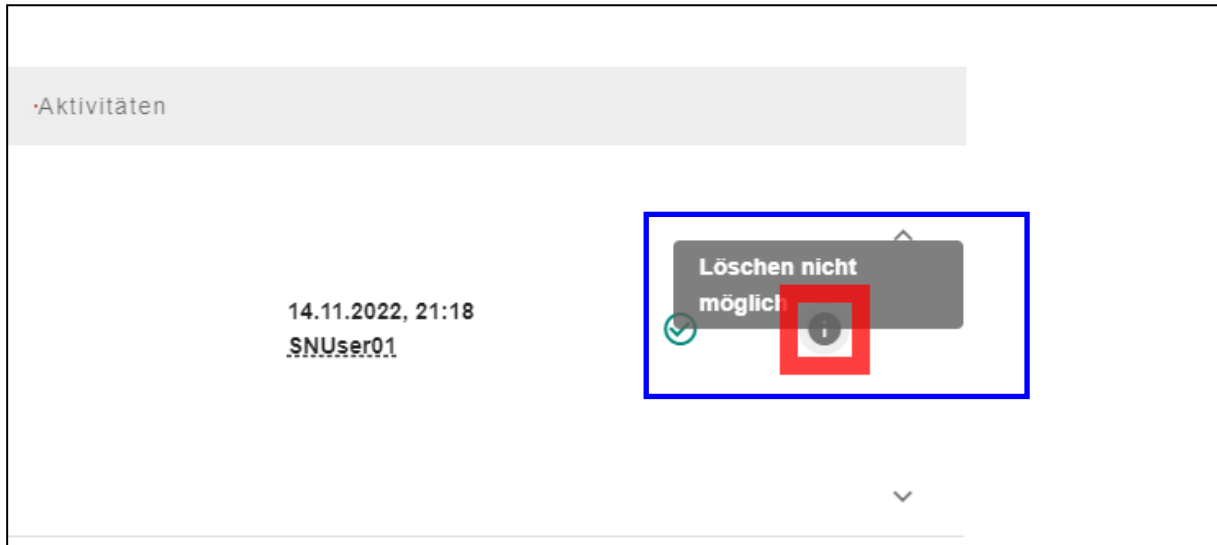 Aktivitäten
Löschen nicht
möglich
14.11.2022, 21:18
SNUser01